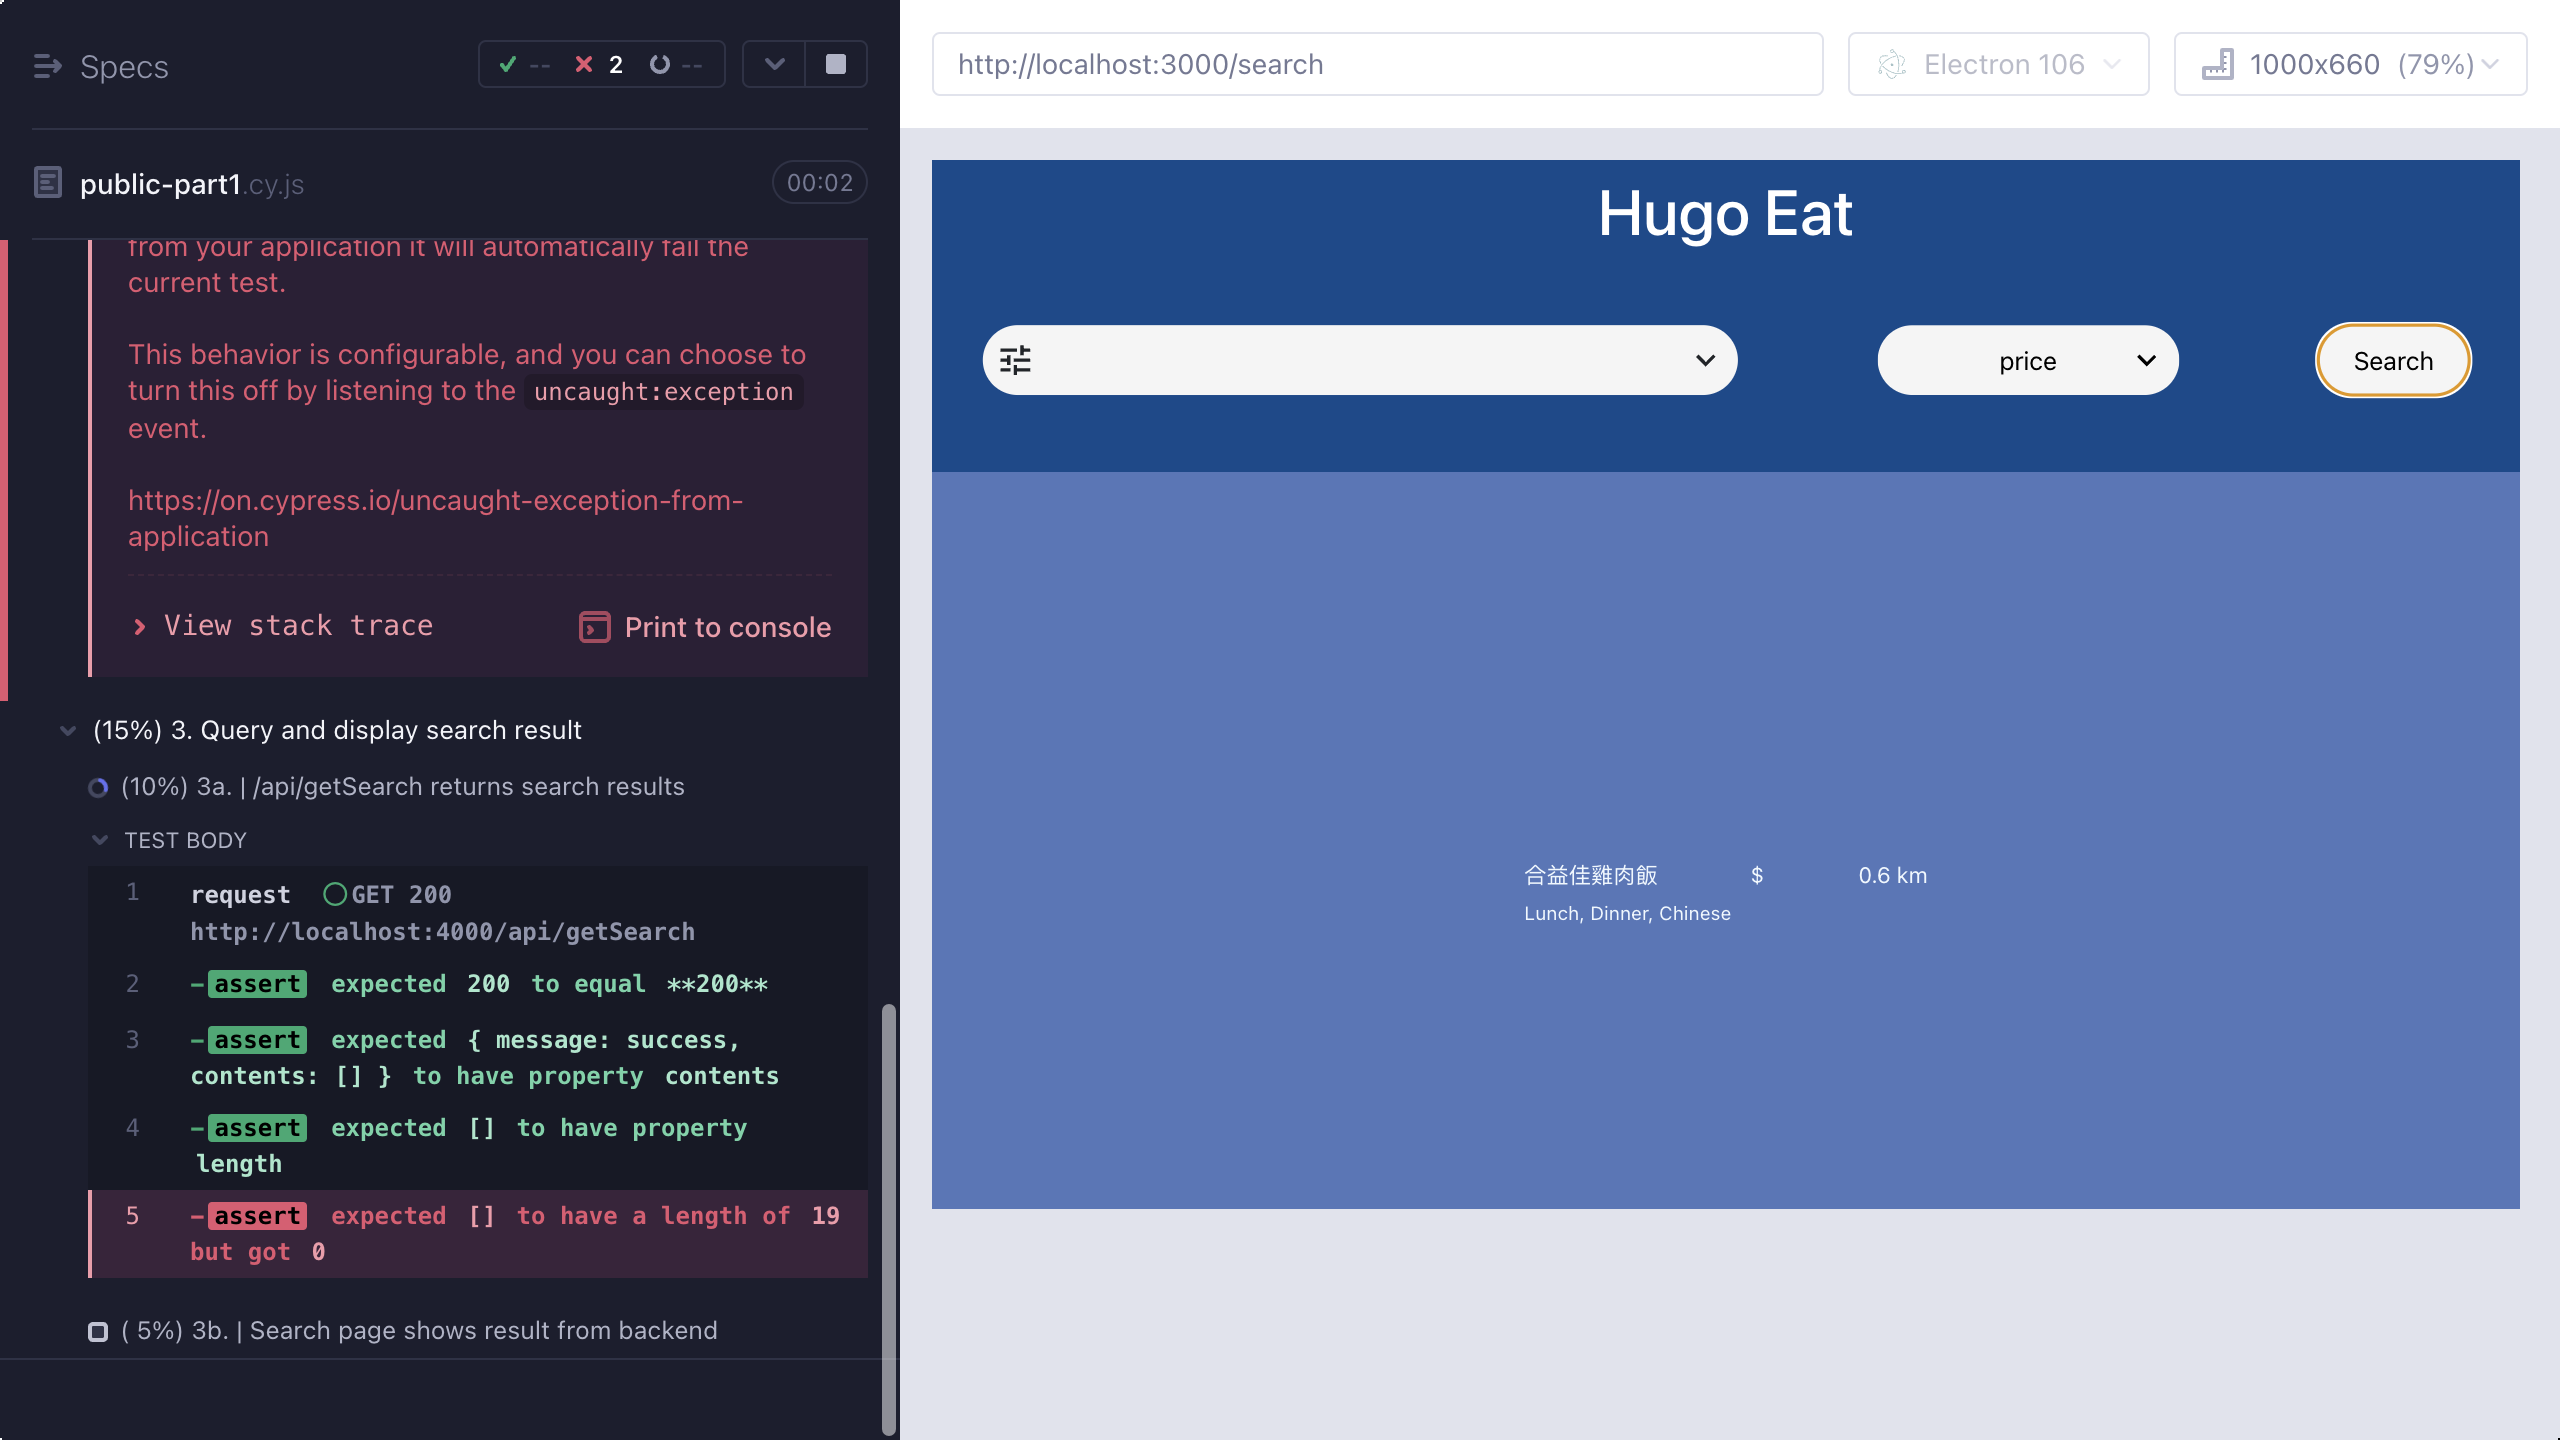 Specs
-- 2 --
public-part1.cy.js
00:02
from your application it will automatically fail the
current test.
This behavior is configurable, and you can choose to
turn this off by listening to the uncaught:exception
event.
https://on.cypress.io/uncaught-exception-from-
application
View stack trace
Print to console
(15%) 3. Query and display search result
(10%) 3a. | /api/getSearch returns search results
TEST BODY
1 request GET 200
http://localhost:4000/api/getSearch
2 -assert expected 200 to equal **200**
3 -assert expected { message: success,
contents: [] } to have property contents
4 -assert expected [] to have property
length
5 -assert expected [] to have a length of 19
but got 0
( 5%) 3b. | Search page shows result from backend
http://localhost:3000/search
Electron 106
1000x660 (79%)
Hugo Eat
price
Search
合益佳雞肉飯 $ 0.6 km
Lunch, Dinner, Chinese